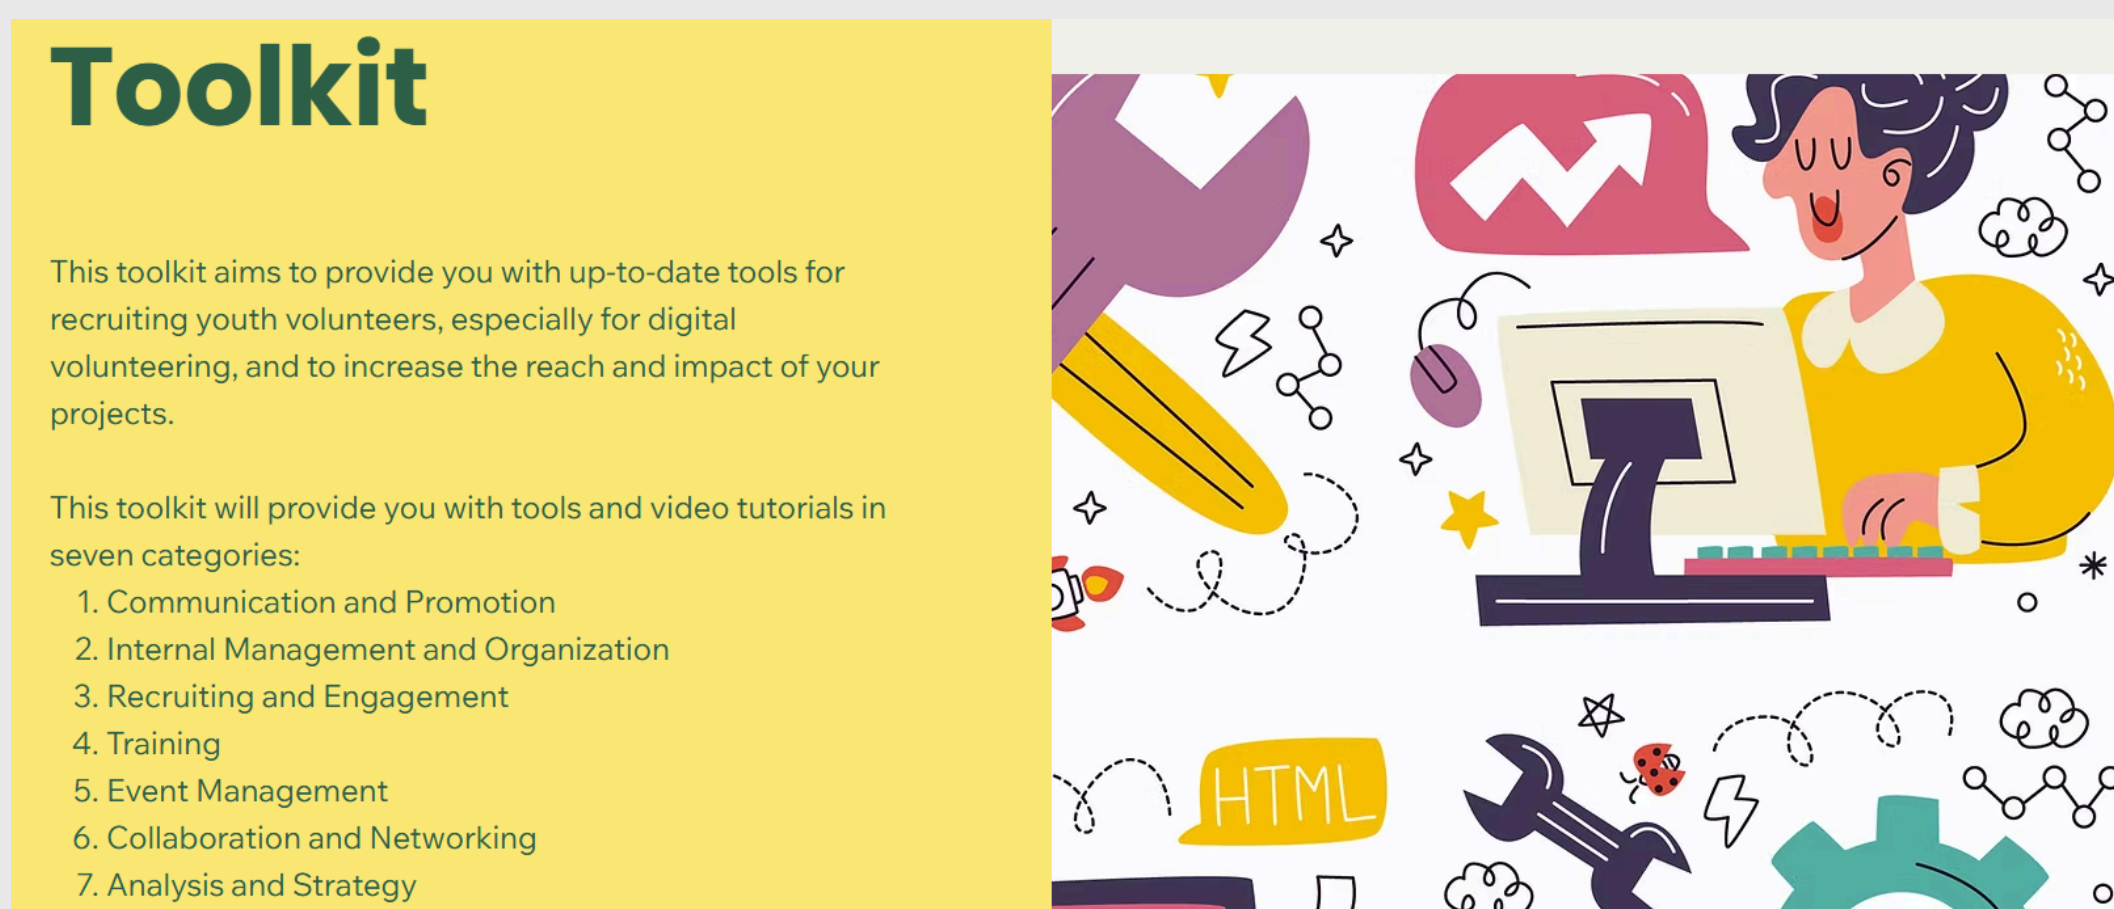 Toolkit
This toolkit aims to provide you with up-to-date tools for
recruiting youth volunteers, especially for digital
volunteering, and to increase the reach and impact of your
projects.
This toolkit will provide you with tools and video tutorials in
seven categories:
1. Communication and Promotion
2. Internal Management and Organization
3. Recruiting and Engagement
4. Training
5. Event Management
6. Collaboration and Networking
7. Analysis and Strategy
HTML